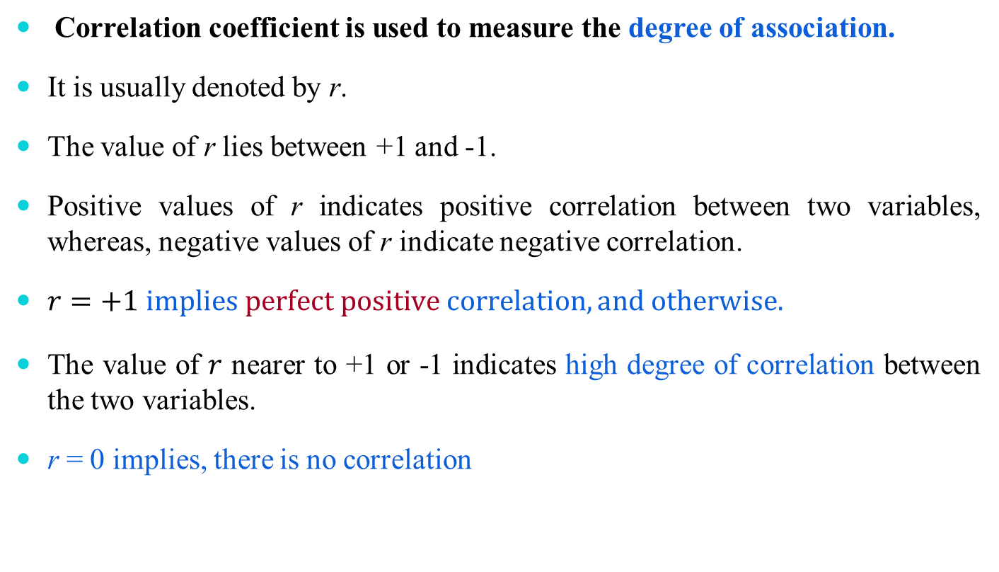 • Correlation coefficient is used to measure the degree of association.
• It is usually denoted by r.
• The value of r lies between +1 and -1.
• Positive values of r indicates positive correlation between two variables,
whereas, negative values of r indicate negative correlation.
• r = +1 implies perfect positive correlation, and otherwise.
• The value of r nearer to +1 or -1 indicates high degree of correlation between
the two variables.
• r = 0 implies, there is no correlation